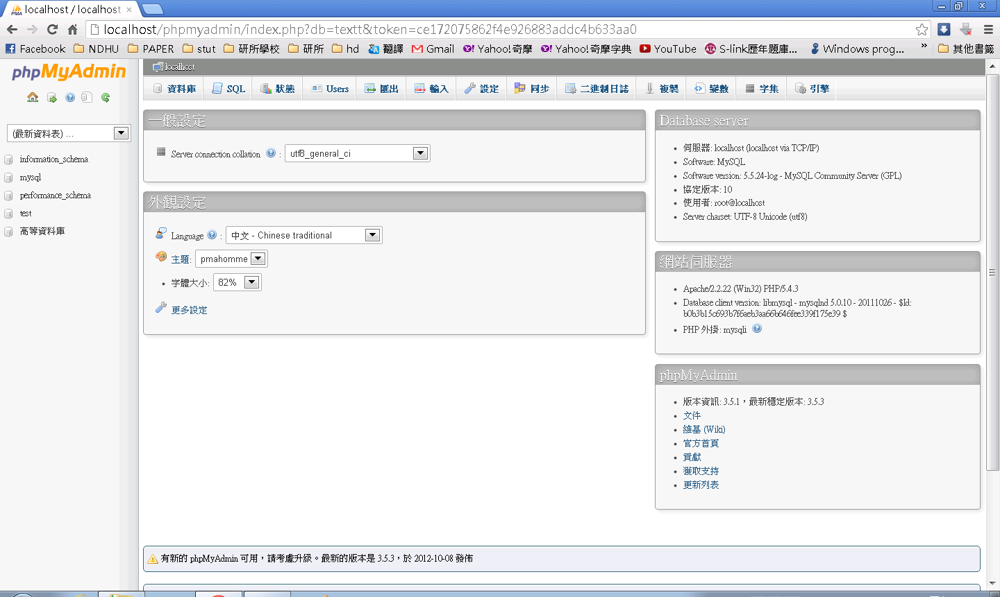 localhost / localhost
localhost/phpmyadmin/index.php?db=textt&token=ce172075862f4e926883addc4b633aa0
Facebook NDHU PAPER stut 研所學校 研所 hd 翻譯 Gmail Yahoo!奇摩 Yahoo!奇摩字典 YouTube S-link歷年題庫... Windows prog... » 其他書籤
phpMyAdmin
(最新資料表) ...
information_schema
mysql
performance_schema
test
高等資料庫
localhost
資料庫 SQL 狀態 Users 匯出 輸入 設定 同步 二進制日誌 複製 變數 字集 引擎
一般設定
Server connection collation : utf8_general_ci
外觀設定
Language : 中文 - Chinese traditional
主題: pmahomme
字體大小: 82%
更多設定
Database server
伺服器: localhost (localhost via TCP/IP)
Software: MySQL
Software version: 5.5.24-log - MySQL Community Server (GPL)
協定版本: 10
使用者: root@localhost
Server charset: UTF-8 Unicode (utf8)
網站伺服器
Apache/2.2.22 (Win32) PHP/5.4.3
Database client version: libmysql - mysqlnd 5.0.10 - 20111026 - $Id:
b0b3b15c693b7f6aeb3aa66b646fee339f175e39 $
PHP 外掛: mysqli
phpMyAdmin
版本資訊: 3.5.1，最新穩定版本: 3.5.3
文件
維基 (Wiki)
官方首頁
貢獻
獲取支持
更新列表
有新的 phpMyAdmin 可用，請考慮升級。最新的版本是 3.5.3，於 2012-10-08 發佈